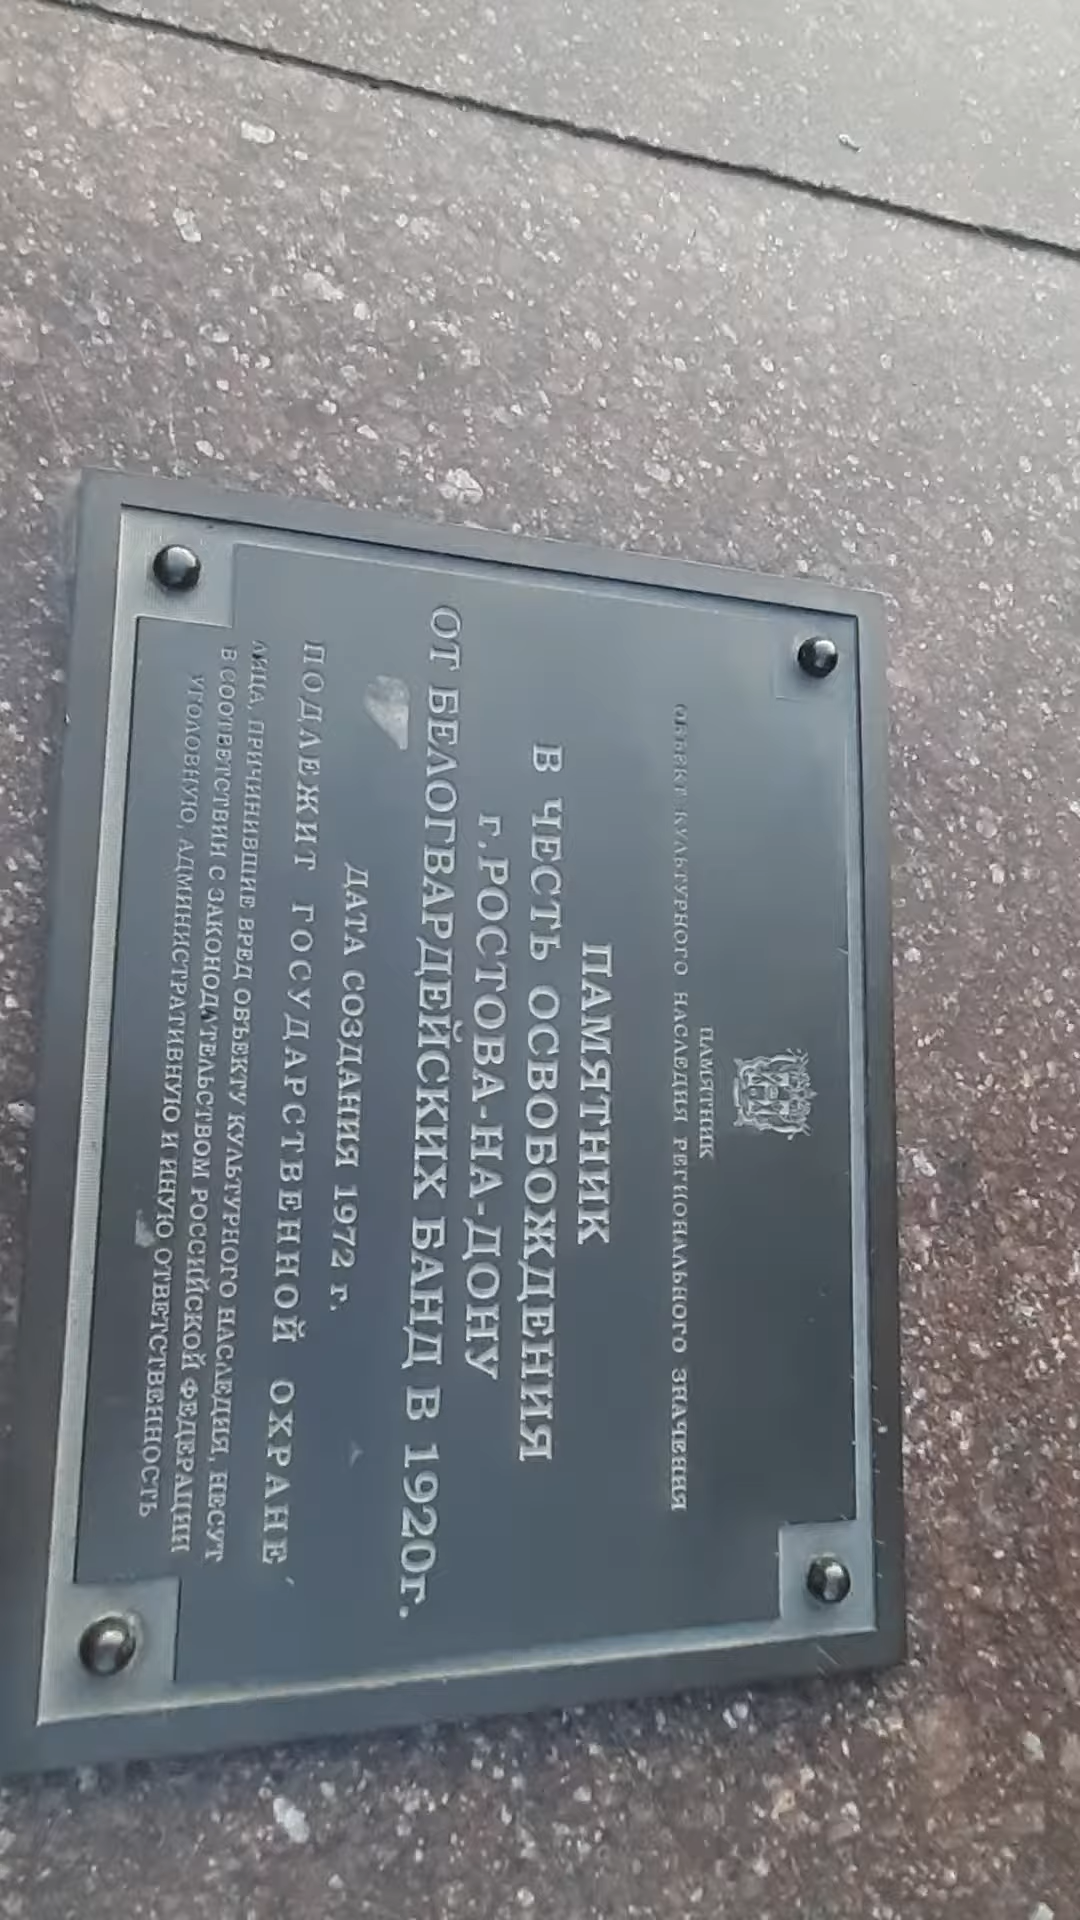 ПАМЯТНИК
ОБЪЕКТ КУЛЬТУРНОГО НАСЛЕДИЯ РЕГИОНАЛЬНОГО ЗНАЧЕНИЯ
ПАМЯТНИК
В ЧЕСТЬ ОСВОБОЖДЕНИЯ
г.РОСТОВА-НА-ДОНУ
ОТ БЕЛОГВАРДЕЙСКИХ БАНД В 1920г.
ДАТА СОЗДАНИЯ 1972 г.
ПОДЛЕЖИТ ГОСУДАРСТВЕННОЙ ОХРАНЕ
ЛИЦА, ПРИЧИНИВШИЕ ВРЕД ОБЪЕКТУ КУЛЬТУРНОГО НАСЛЕДИЯ, НЕСУТ
В СООТВЕТСТВИИ С ЗАКОНОДАТЕЛЬСТВОМ РОССИЙСКОЙ ФЕДЕРАЦИИ
УГОЛОВНУЮ, АДМИНИСТРАТИВНУЮ И ИНУЮ ОТВЕТСТВЕННОСТЬ